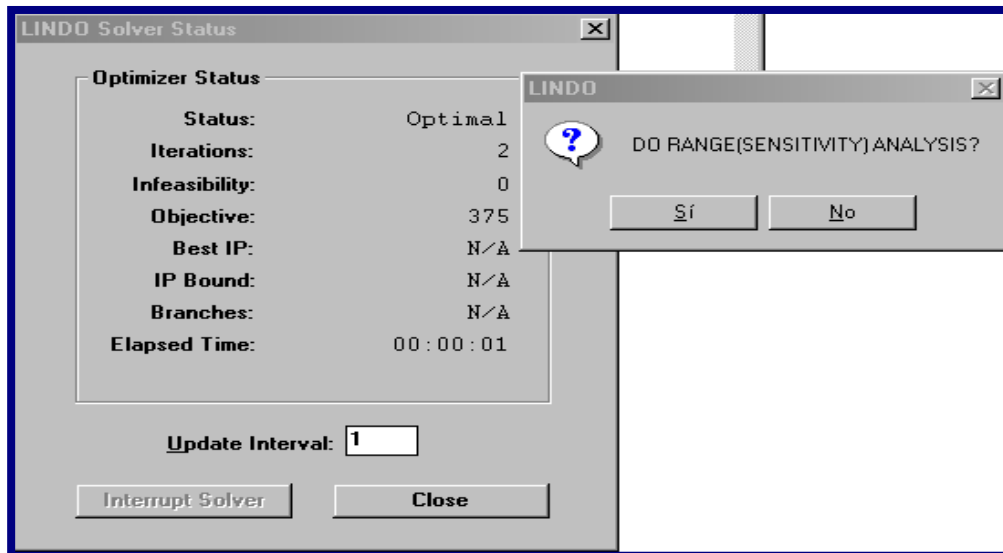 LINDO Solver Status
Optimizer Status
Status: Optimal
Iterations: 2
Infeasibility: 0
Objective: 375
Best IP: N/A
IP Bound: N/A
Branches: N/A
Elapsed Time: 00:00:01
Update Interval: 1
Interrupt Solver Close
LINDO
DO RANGE(SENSITIVITY) ANALYSIS?
Sí No